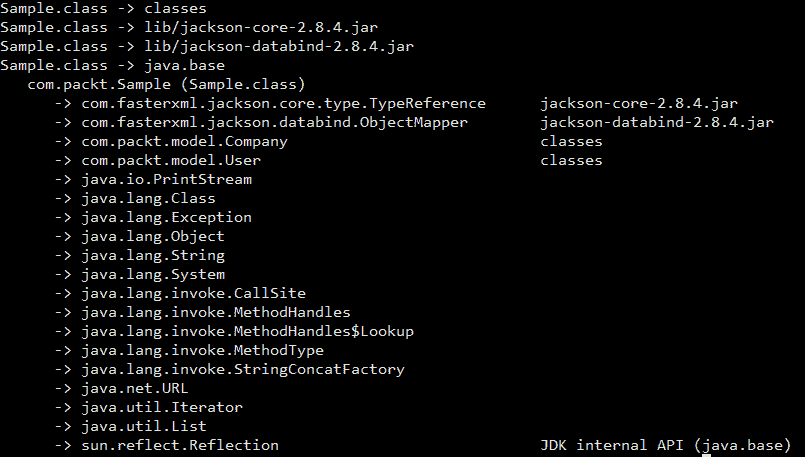 Sample.class -> classes
Sample.class -> lib/jackson-core-2.8.4.jar
Sample.class -> lib/jackson-databind-2.8.4.jar
Sample.class -> java.base
   com.packt.Sample (Sample.class)
      -> com.fasterxml.jackson.core.type.TypeReference      jackson-core-2.8.4.jar
      -> com.fasterxml.jackson.databind.ObjectMapper        jackson-databind-2.8.4.jar
      -> com.packt.model.Company                            classes
      -> com.packt.model.User                               classes
      -> java.io.PrintStream
      -> java.lang.Class
      -> java.lang.Exception
      -> java.lang.Object
      -> java.lang.String
      -> java.lang.System
      -> java.lang.invoke.CallSite
      -> java.lang.invoke.MethodHandles
      -> java.lang.invoke.MethodHandles$Lookup
      -> java.lang.invoke.MethodType
      -> java.lang.invoke.StringConcatFactory
      -> java.net.URL
      -> java.util.Iterator
      -> java.util.List
      -> sun.reflect.Reflection                             JDK internal API (java.base)